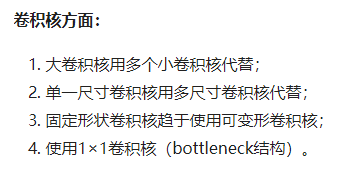 卷积核方面：
1. 大卷积核用多个小卷积核代替；
2. 单一尺寸卷积核用多尺寸卷积核代替；
3. 固定形状卷积核趋于使用可变形卷积核；
4. 使用1×1卷积核（bottleneck结构）。